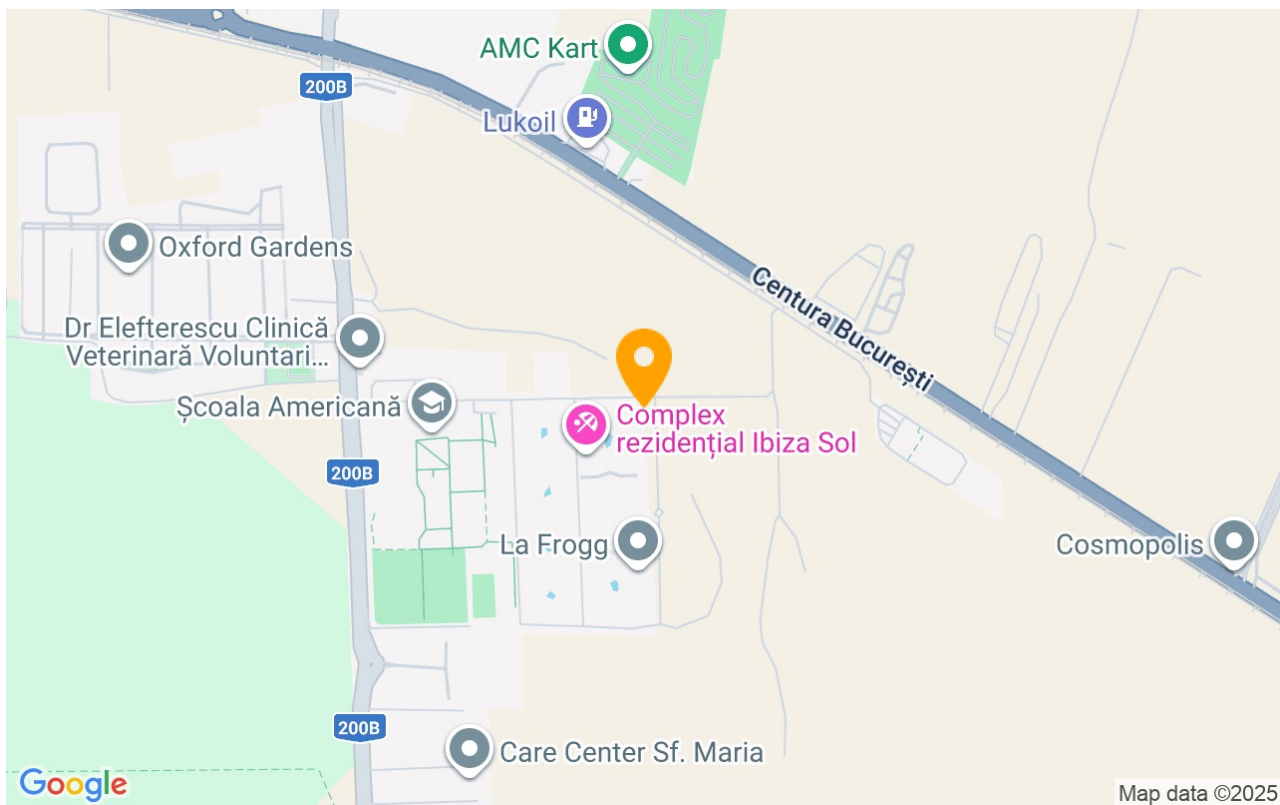 AMC Kart
200B
Lukoil
Oxford Gardens
Centura București
Dr Elefterescu Clinică
Veterinară Voluntari...
Școala Americană
Complex
rezidențial Ibiza Sol
200B
La Frogg
Cosmopolis
200B
Care Center Sf. Maria
Google
Map data ©2025